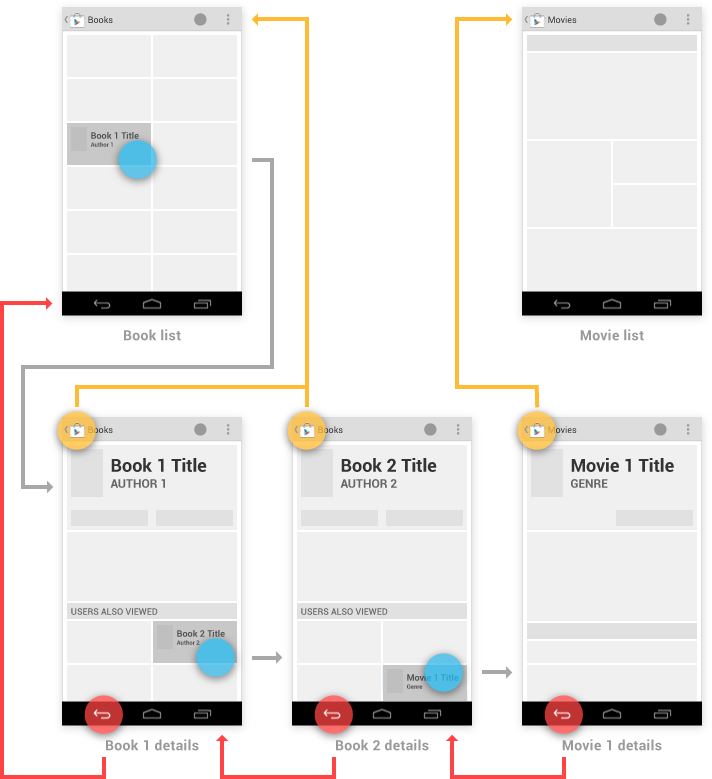 Books
Movies
Book 1 Title
Author 1
Book list
Movie list
Books
Books
Movies
Book 1 Title
AUTHOR 1
Book 2 Title
AUTHOR 2
Movie 1 Title
GENRE
USERS ALSO VIEWED
USERS ALSO VIEWED
Book 2 Title
Author 2
Movie 1 Title
Genre
Book 1 details
Book 2 details
Movie 1 details